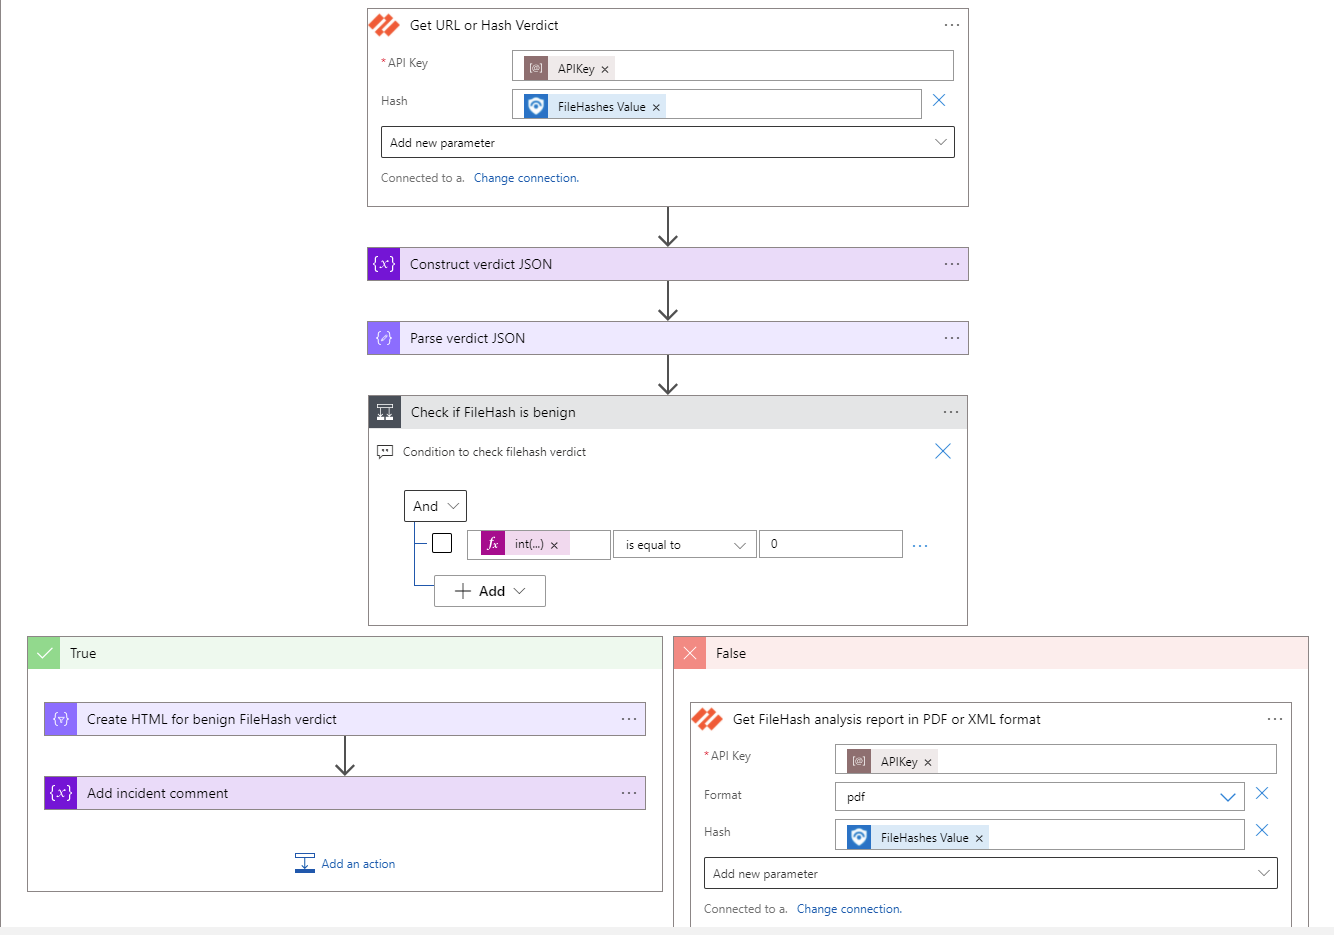 Get URL or Hash Verdict
* API Key
[@] APIKey ×
Hash
FileHashes Value ×
Add new parameter
Connected to a. Change connection.
{x} Construct verdict JSON
Parse verdict JSON
Check if FileHash is benign
Condition to check filehash verdict
And
fx int(...) × is equal to 0
+ Add
True
Create HTML for benign FileHash verdict
{x} Add incident comment
Add an action
False
Get FileHash analysis report in PDF or XML format
* API Key
[@] APIKey ×
Format
pdf
Hash
FileHashes Value ×
Add new parameter
Connected to a. Change connection.